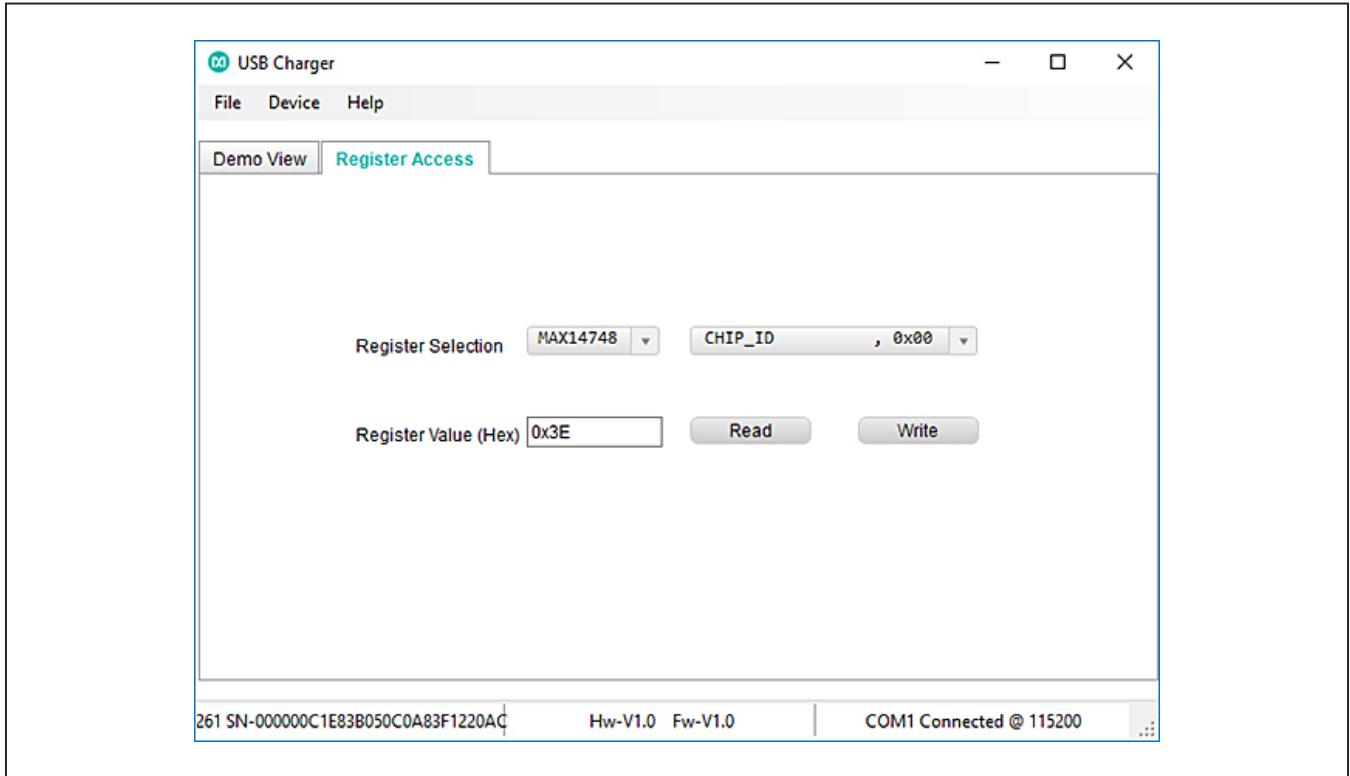 USB Charger
File Device Help
Demo View Register Access
Register Selection MAX14748 CHIP_ID , 0x00
Register Value (Hex) 0x3E Read Write
261 SN-000000C1E83B050C0A83F1220AC Hw-V1.0 Fw-V1.0 COM1 Connected @ 115200